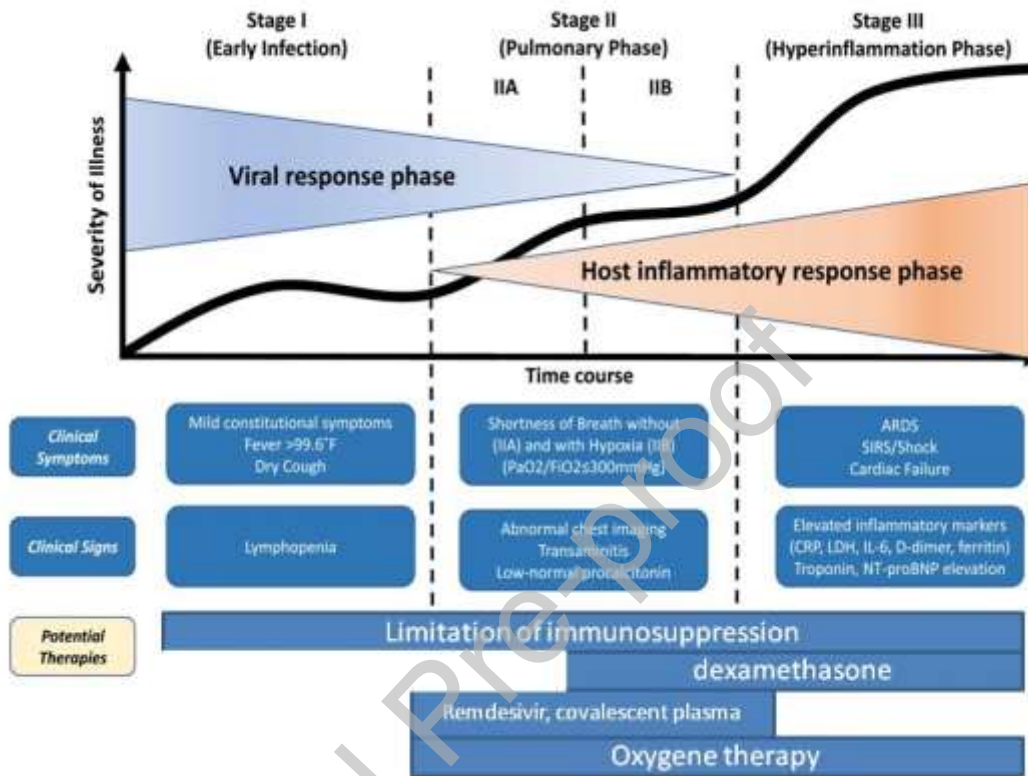 Stage I
(Early Infection)
Stage II
(Pulmonary Phase)
Stage III
(Hyperinflammation Phase)
IIA
IIB
Severity of Illness
Viral response phase
Host inflammatory response phase
Time course
Clinical
Symptoms
Mild constitutional symptoms
Fever >99.6°F
Dry Cough
Shortness of Breath without
(IIA) and with Hypoxia (IIB)
(PaO2/FiO2≤300mmHg)
ARDS
SIRS/Shock
Cardiac Failure
Clinical Signs
Lymphopenia
Abnormal chest imaging
Transaminitis
Low-normal procalcitonin
Elevated inflammatory markers
(CRP, LDH, IL-6, D-dimer, ferritin)
Troponin, NT-proBNP elevation
Potential
Therapies
Limitation of immunosuppression
dexamethasone
Remdesivir, covalescent plasma
Oxygene therapy
Pre-proof